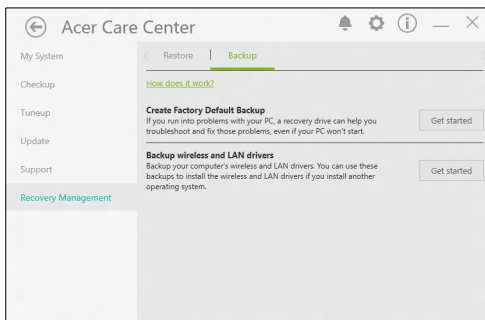 Acer Care Center
My System
Restore
Backup
Checkup
How does it work?
Create Factory Default Backup
If you run into problems with your PC, a recovery drive can help you
troubleshoot and fix those problems, even if your PC won't start.
Get started
Tuneup
Update
Backup wireless and LAN drivers
Backup your computer's wireless and LAN drivers. You can use these
backups to install the wireless and LAN drivers if you install another
operating system.
Get started
Support
Recovery Management